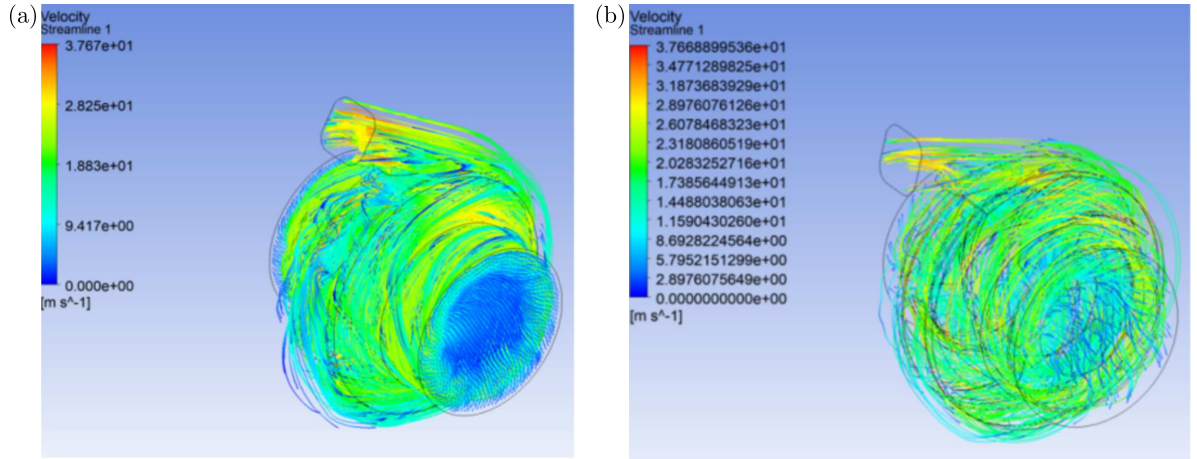 (a)
Velocity
Streamline 1
3.767e+01
2.825e+01
1.883e+01
9.417e+00
0.000e+00
[m s^-1]
(b)
Velocity
Streamline 1
3.7668899536e+01
3.4771289825e+01
3.1873683929e+01
2.8976076126e+01
2.6078468323e+01
2.3180860519e+01
2.0283252716e+01
1.7385644913e+01
1.4488038063e+01
1.1590430260e+01
8.6928224564e+00
5.7952151299e+00
2.8976075649e+00
0.0000000000e+00
[m s^-1]